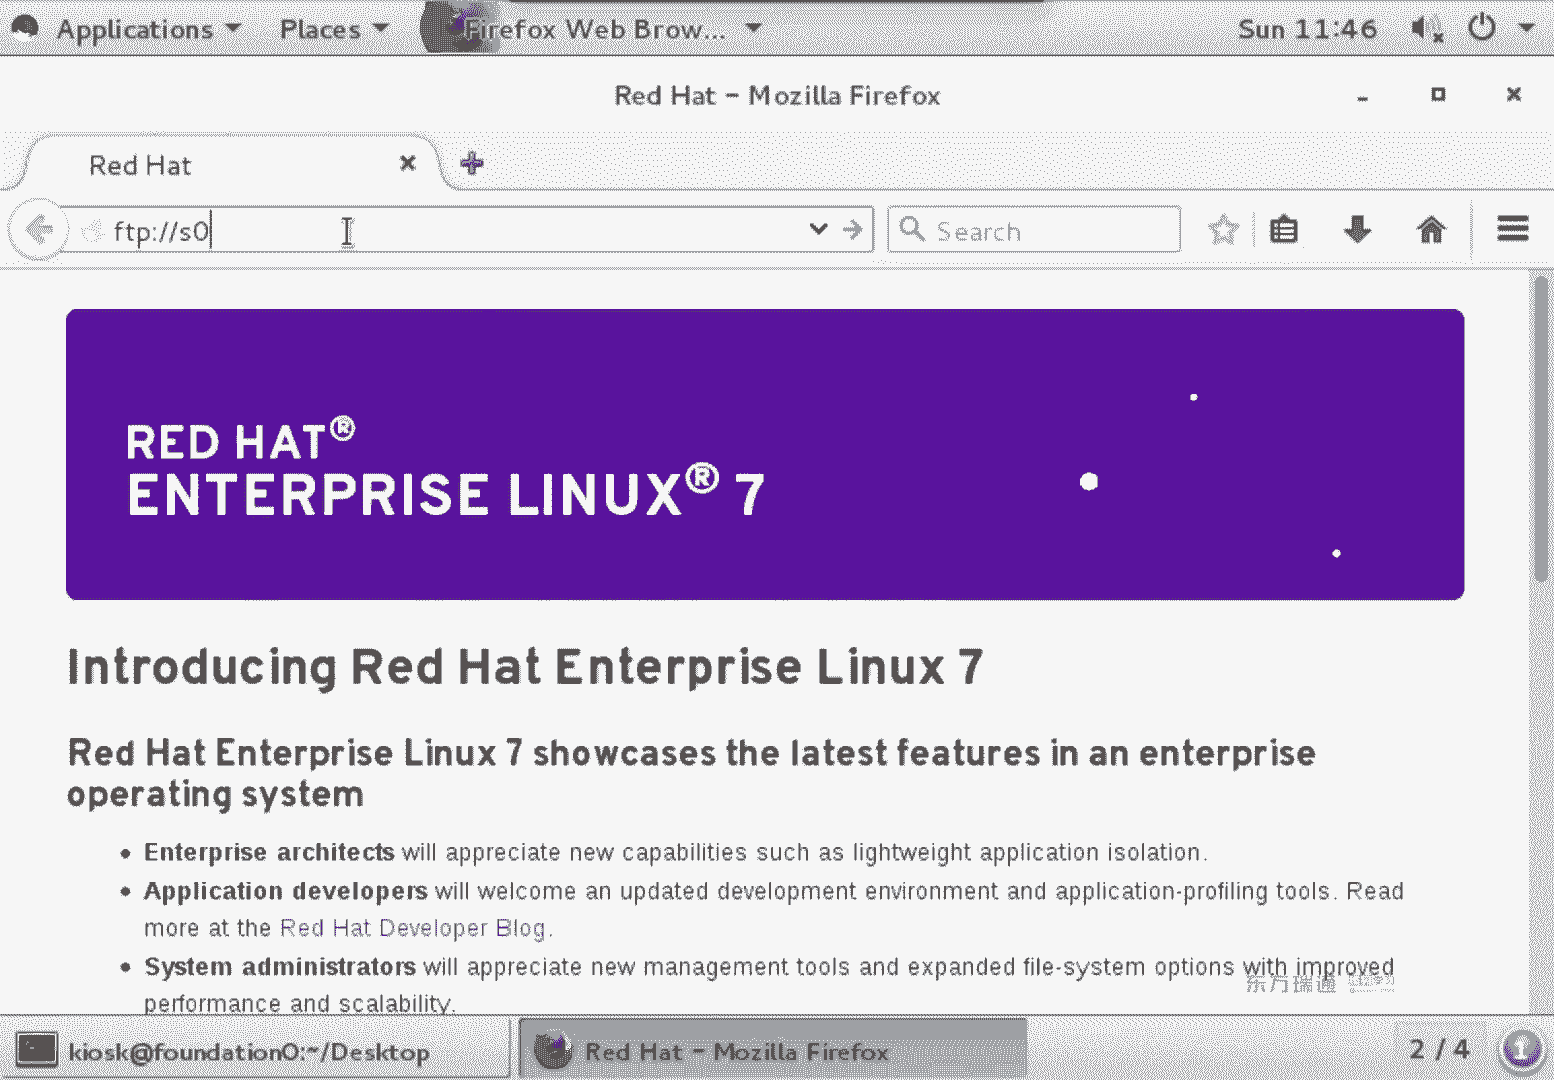 Applications Places Firefox Web Brow... Sun 11:46
Red Hat – Mozilla Firefox
Red Hat
ftp://s0 Search
RED HAT®
ENTERPRISE LINUX® 7
Introducing Red Hat Enterprise Linux 7
Red Hat Enterprise Linux 7 showcases the latest features in an enterprise
operating system
• Enterprise architects will appreciate new capabilities such as lightweight application isolation.
• Application developers will welcome an updated development environment and application-profiling tools. Read
more at the Red Hat Developer Blog.
• System administrators will appreciate new management tools and expanded file-system options with improved
performance and scalability.
东方瑞通
kiosk@foundation0:~/Desktop Red Hat – Mozilla Firefox 2 / 4 1